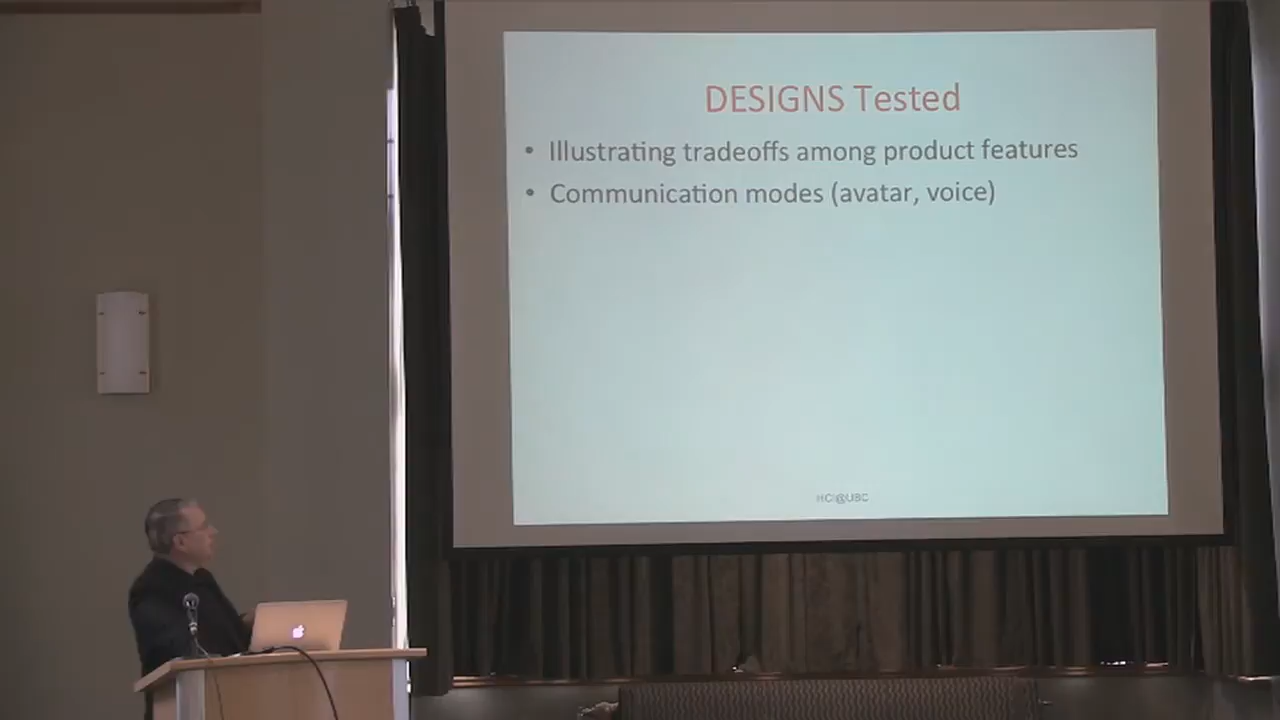 DESIGNS Tested
• Illustrating tradeoffs among product features
• Communication modes (avatar, voice)
HCI@UBC